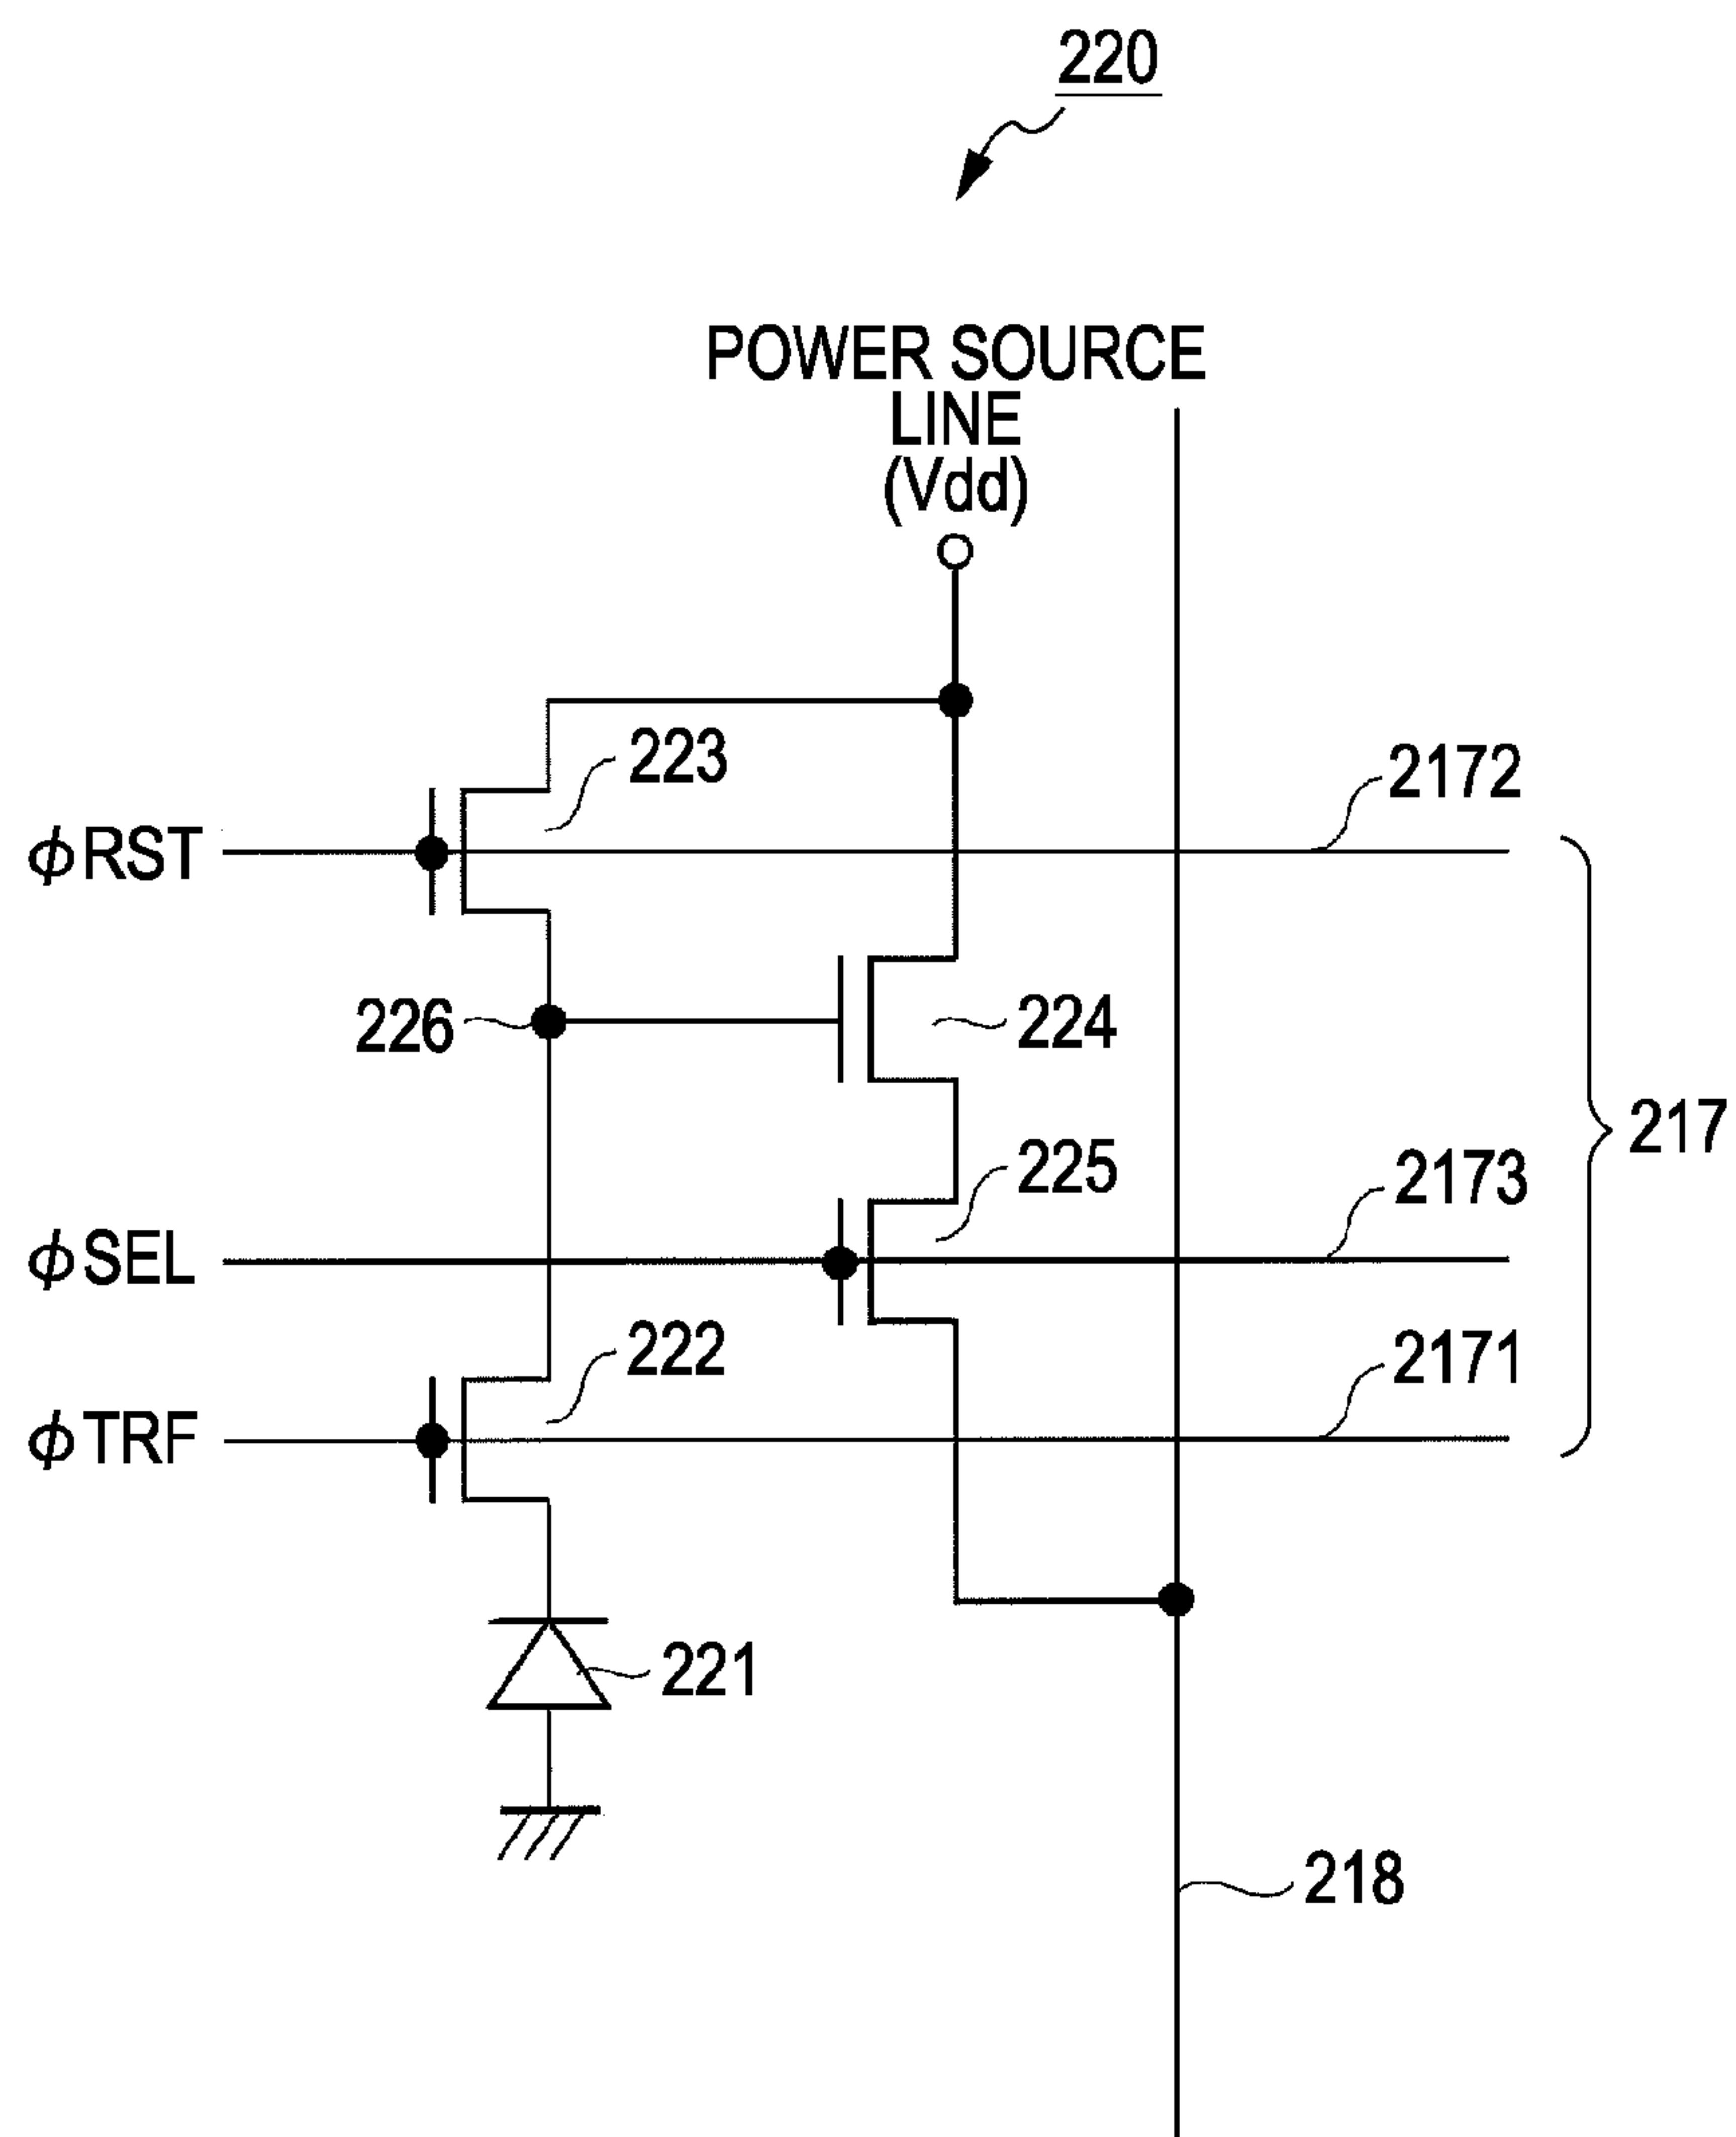 220
POWER SOURCE
LINE
(Vdd)
223
2172
ϕRST
226
224
217
225
2173
ϕSEL
222
2171
ϕTRF
221
218